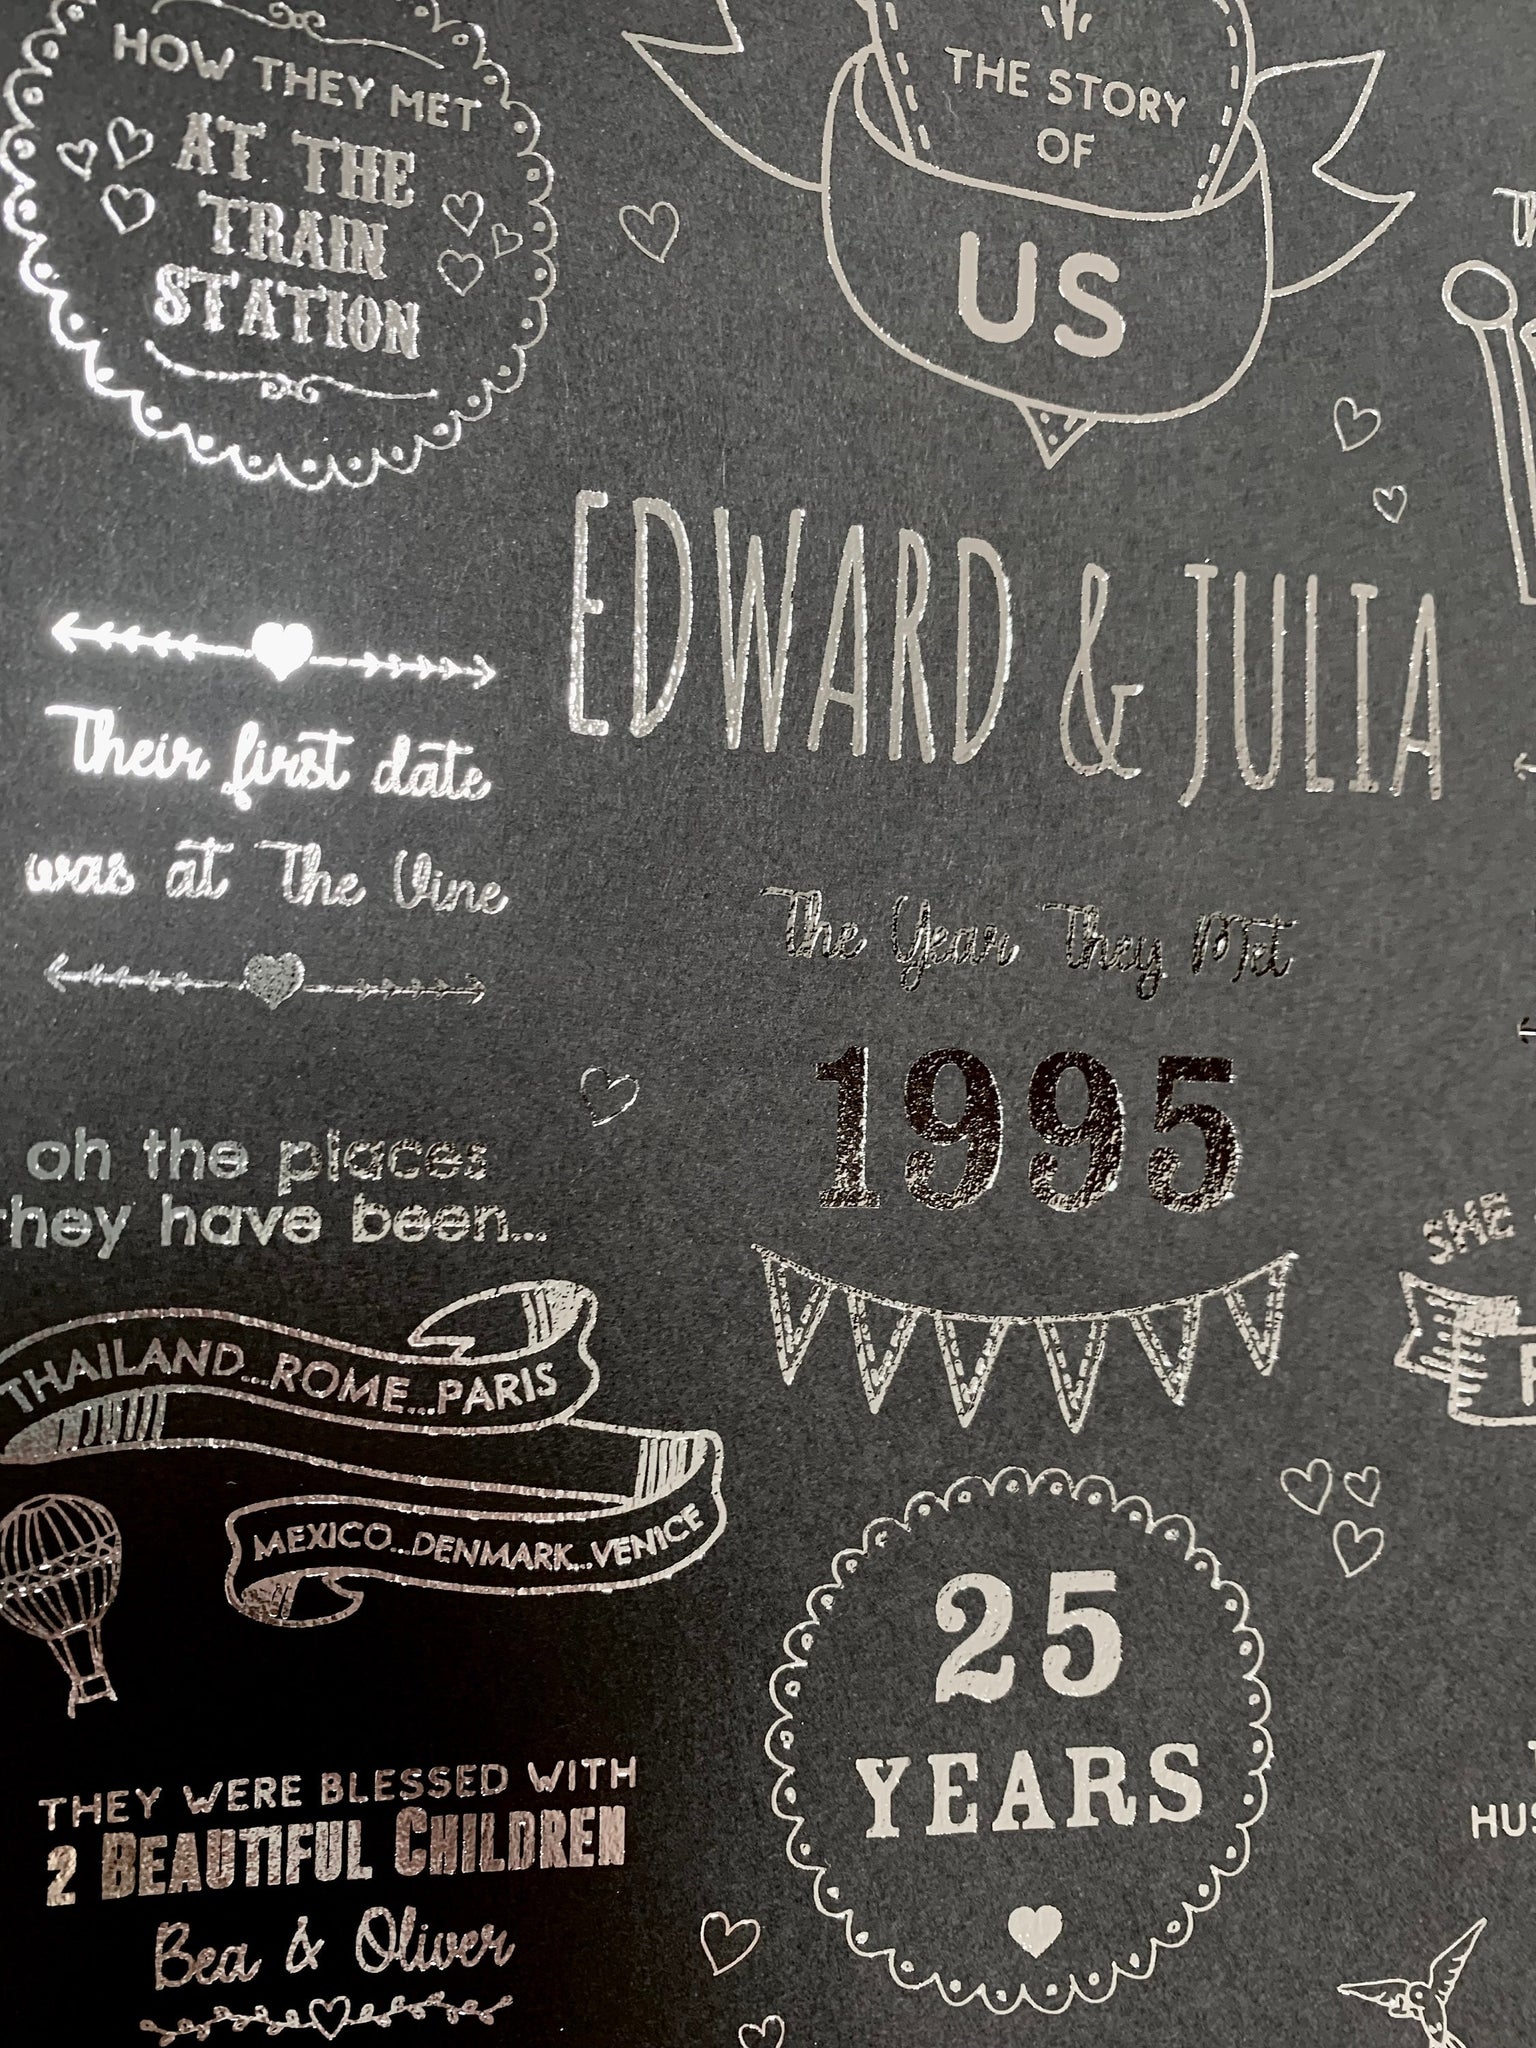 HOW THEY MET
AT THE
TRAIN
STATION
THE STORY
OF
US
EDWARD & JULIA
Their first date
was at The Vine
The Year They Met
1995
oh the places
they have been...
THAILAND...ROME...PARIS
MEXICO...DENMARK...VENICE
25
YEARS
THEY WERE BLESSED WITH
2 BEAUTIFUL CHILDREN
Bea & Oliver
SHE